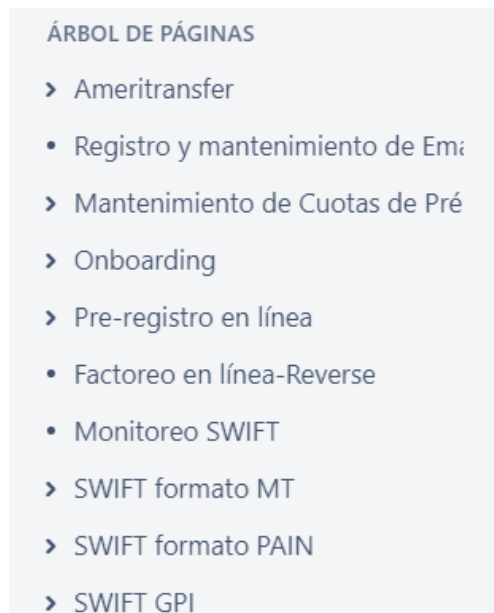 ÁRBOL DE PÁGINAS
Ameritransfer
Registro y mantenimiento de Ema
Mantenimiento de Cuotas de Pré
Onboarding
Pre-registro en línea
Factoreo en línea-Reverse
Monitoreo SWIFT
SWIFT formato MT
SWIFT formato PAIN
SWIFT GPI